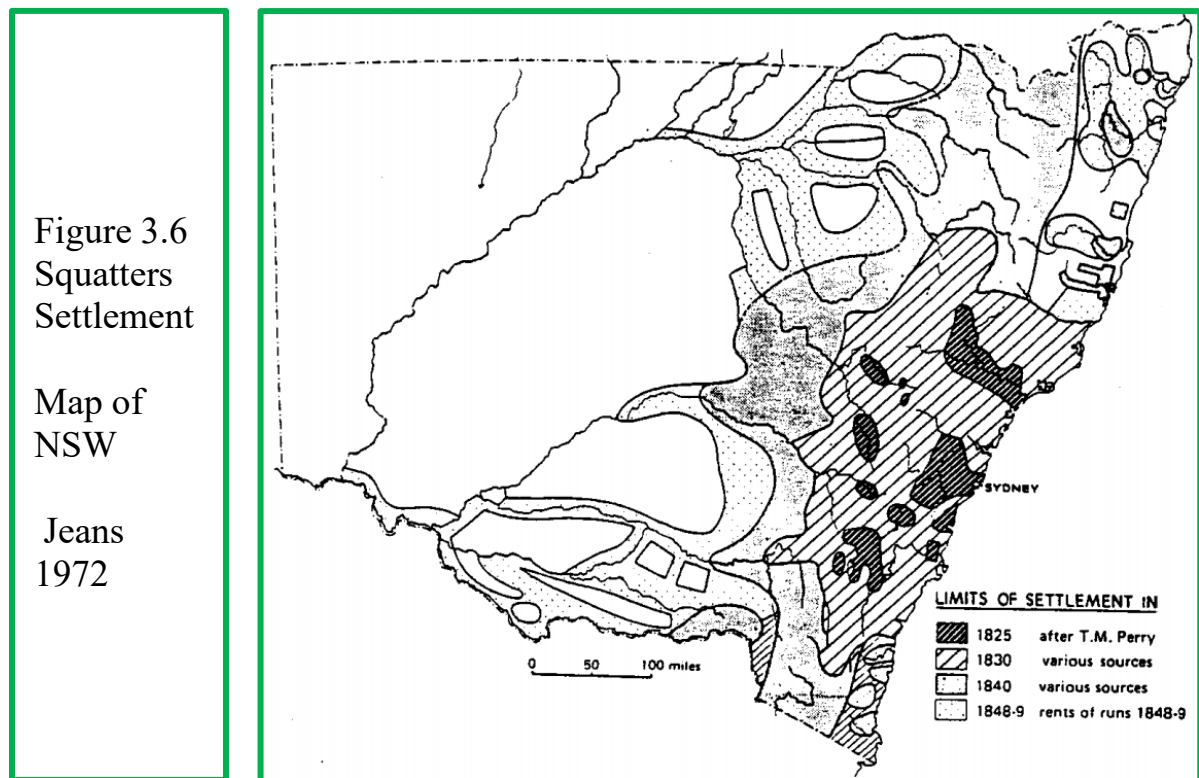 Figure 3.6
Squatters
Settlement
Map of
NSW
Jeans
1972
SYDNEY
LIMITS OF SETTLEMENT IN
1825 after T.M. Perry
1830 various sources
1840 various sources
1848-9 rents of runs 1848-9
0 50 100 miles